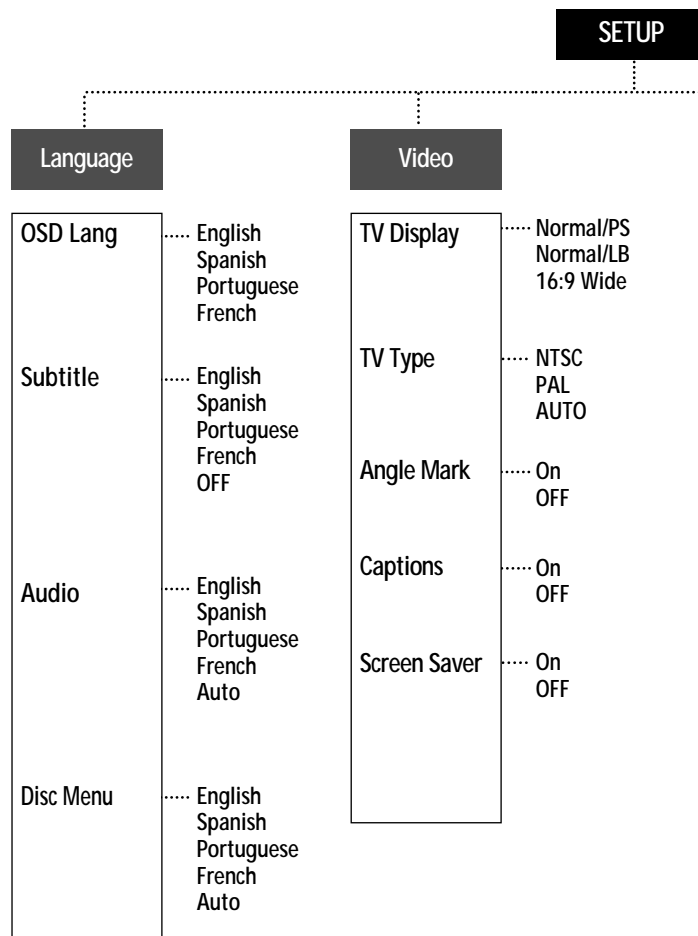 SETUP
Language
OSD Lang
English
Spanish
Portuguese
French
Subtitle
English
Spanish
Portuguese
French
OFF
Audio
English
Spanish
Portuguese
French
Auto
Disc Menu
English
Spanish
Portuguese
French
Auto
Video
TV Display
Normal/PS
Normal/LB
16:9 Wide
TV Type
NTSC
PAL
AUTO
Angle Mark
On
OFF
Captions
On
OFF
Screen Saver
On
OFF